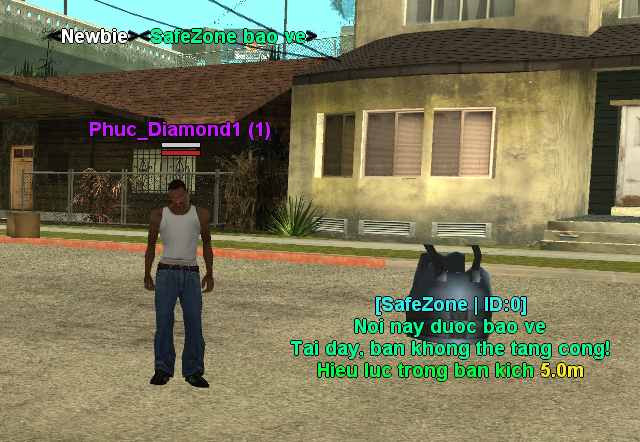 <Newbie - SafeZone bao ve>
Phuc_Diamond1 (1)
[SafeZone | ID:0]
Noi nay duoc bao ve
Tai day, ban khong the tang cong!
Hieu luc trong ban kich 5.0m